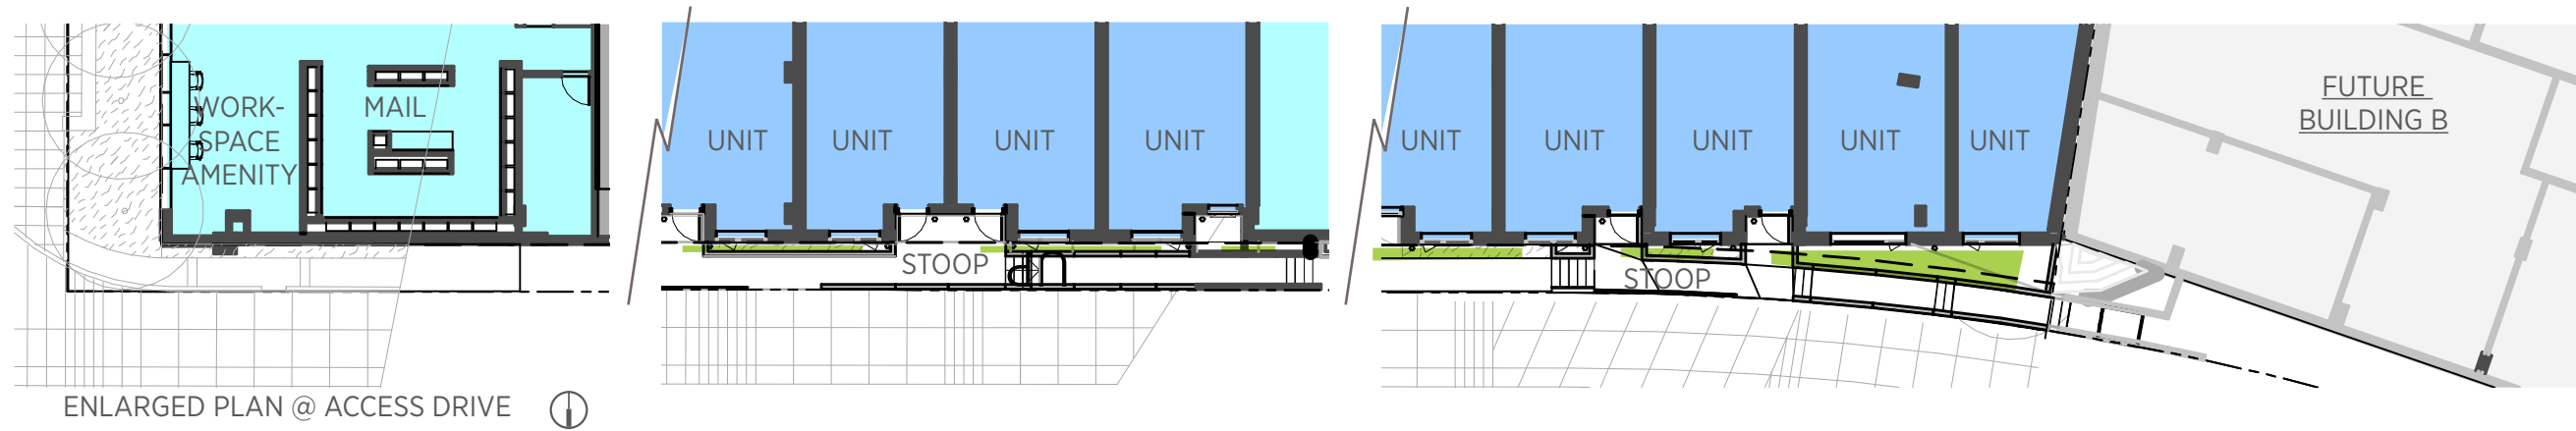 WORK-
SPACE
AMENITY
MAIL
UNIT
UNIT
UNIT
UNIT
STOOP
UNIT
UNIT
UNIT
UNIT
UNIT
STOOP
FUTURE
BUILDING B
ENLARGED PLAN @ ACCESS DRIVE